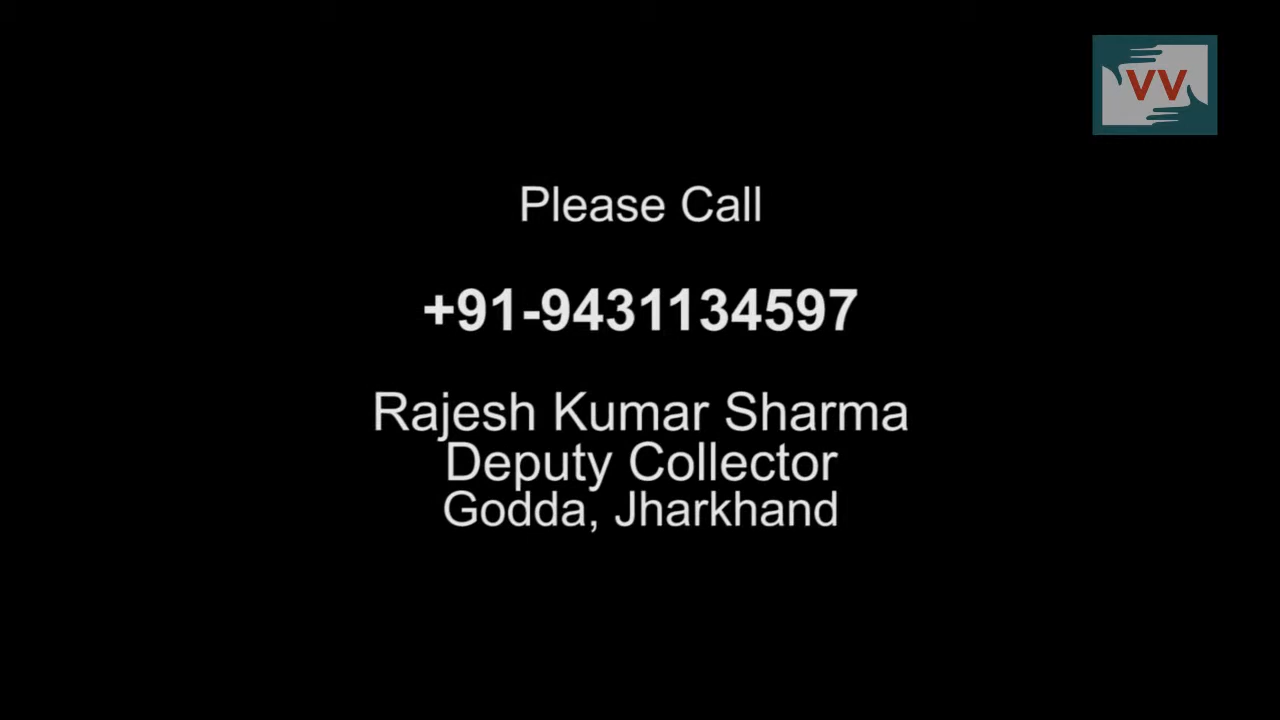 VV
Please Call
+91-9431134597
Rajesh Kumar Sharma
Deputy Collector
Godda, Jharkhand